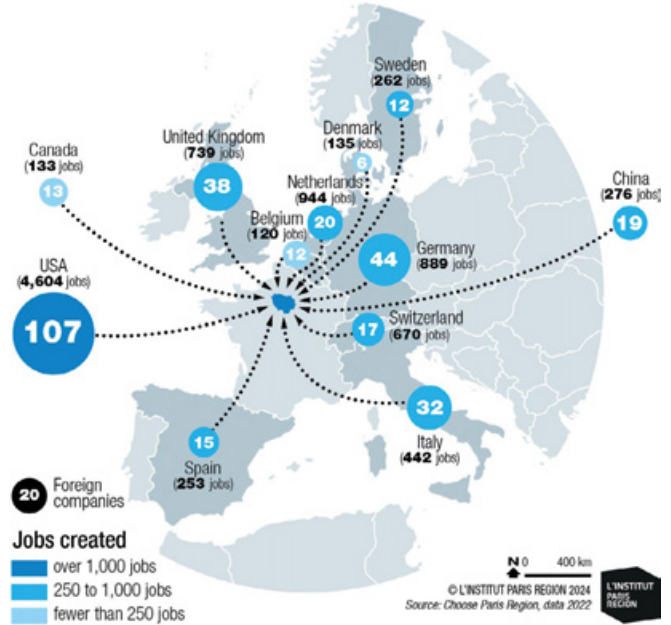 Sweden
(262 jobs)
12
Denmark
(135 jobs)
6
United Kingdom
(739 jobs)
38
Canada
(133 jobs)
13
Netherlands
(944 jobs)
20
China
(276 jobs)
19
Belgium
(120 jobs)
12
Germany
(889 jobs)
44
USA
(4,604 jobs)
107
Switzerland
(670 jobs)
17
32
Italy
(442 jobs)
15
Spain
(253 jobs)
20
Foreign
companies
Jobs created
over 1,000 jobs
250 to 1,000 jobs
fewer than 250 jobs
N 0 400 km
© L'INSTITUT PARIS REGION 2024
Source: Choose Paris Region, data 2022
L'INSTITUT
PARIS
REGION